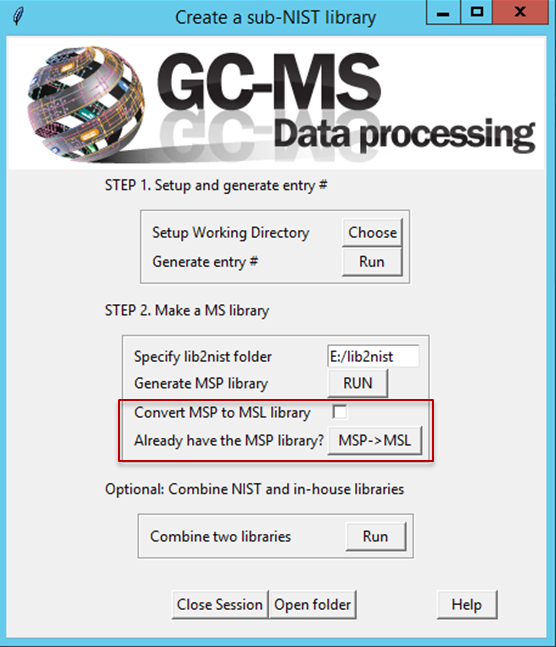 Create a sub-NIST library
GC-MS
Data processing
STEP 1. Setup and generate entry #
Setup Working Directory Choose
Generate entry # Run
STEP 2. Make a MS library
Specify lib2nist folder E:/lib2nist
Generate MSP library RUN
Convert MSP to MSL library
Already have the MSP library? MSP->MSL
Optional: Combine NIST and in-house libraries
Combine two libraries Run
Close Session Open folder Help